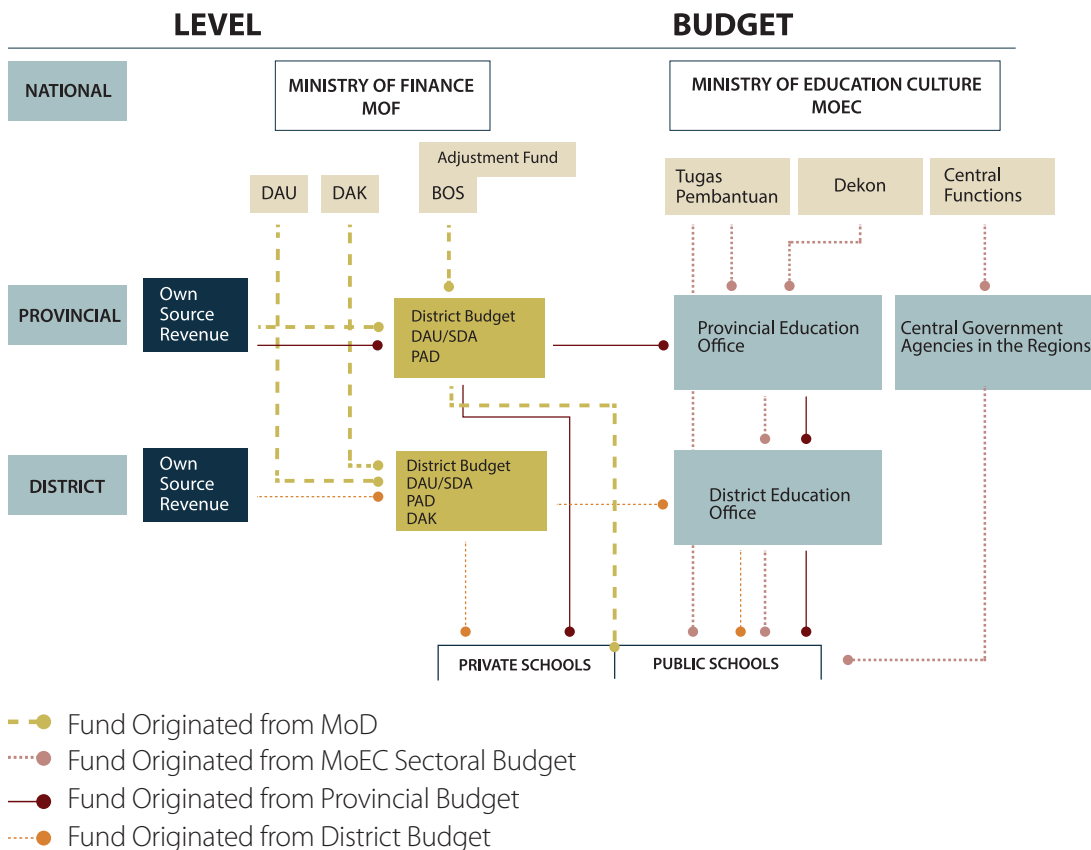 LEVEL
BUDGET
NATIONAL
MINISTRY OF FINANCE
MOF
MINISTRY OF EDUCATION CULTURE
MOEC
Adjustment Fund
DAU
DAK
BOS
Tugas
Pembantuan
Dekon
Central
Functions
PROVINCIAL
Own
Source
Revenue
District Budget
DAU/SDA
PAD
Provincial Education
Office
Central Government
Agencies in the Regions
DISTRICT
Own
Source
Revenue
District Budget
DAU/SDA
PAD
DAK
District Education
Office
PRIVATE SCHOOLS
PUBLIC SCHOOLS
Fund Originated from MoD
Fund Originated from MoEC Sectoral Budget
Fund Originated from Provincial Budget
Fund Originated from District Budget